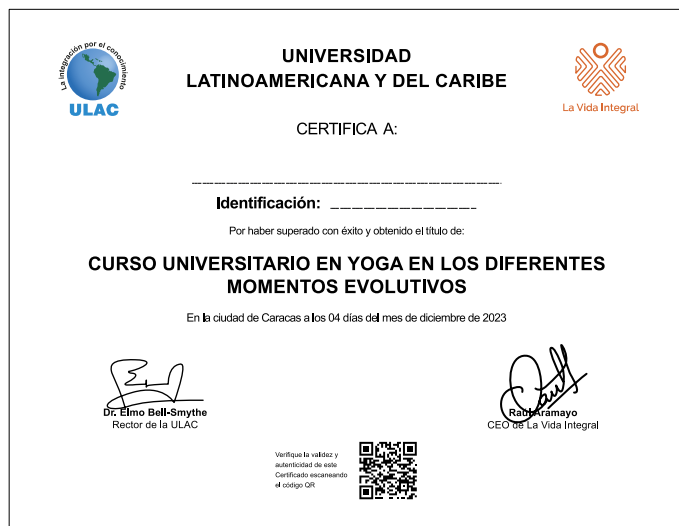 La integración por el conocimiento
ULAC
UNIVERSIDAD
LATINOAMERICANA Y DEL CARIBE
La Vida Integral
CERTIFICA A:
Identificación:
Por haber superado con éxito y obtenido el título de:
CURSO UNIVERSITARIO EN YOGA EN LOS DIFERENTES
MOMENTOS EVOLUTIVOS
En la ciudad de Caracas a los 04 días del mes de diciembre de 2023
Dr. Elmo Bell-Smythe
Rector de la ULAC
Raúl Aramayo
CEO de La Vida Integral
Verifique la validez y
autenticidad de este
Certificado escaneando
el código QR